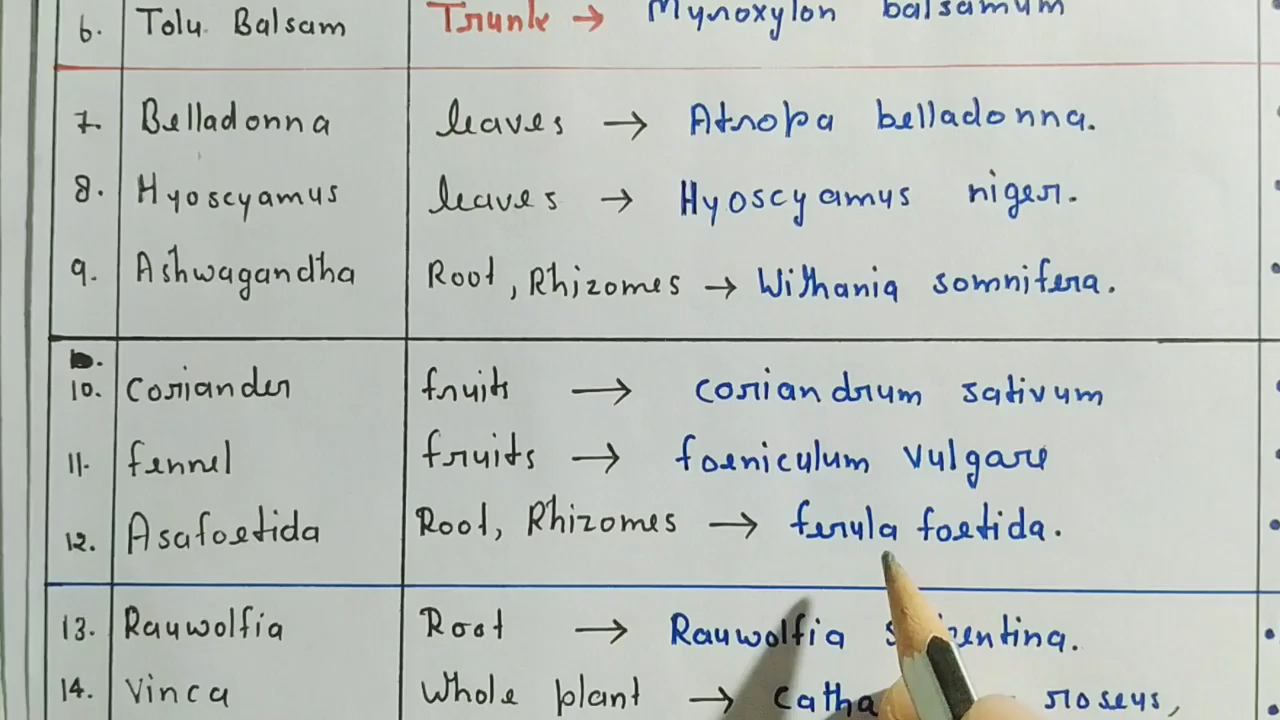 6. Tolu Balsam Trunk → Myroxylon balsamum
7. Belladonna leaves → Atropa belladonna.
8. Hyoscyamus leaves → Hyoscyamus niger.
9. Ashwagandha Root, Rhizomes → Withania somnifera.
10. Coriander fruits → Coriandrum sativum
11. fennel fruits → foeniculum vulgare
12. Asafoetida Root, Rhizomes → ferula foetida.
13. Rauwolfia Root → Rauwolfia
14. Vinca Whole plant → Catha roseus,